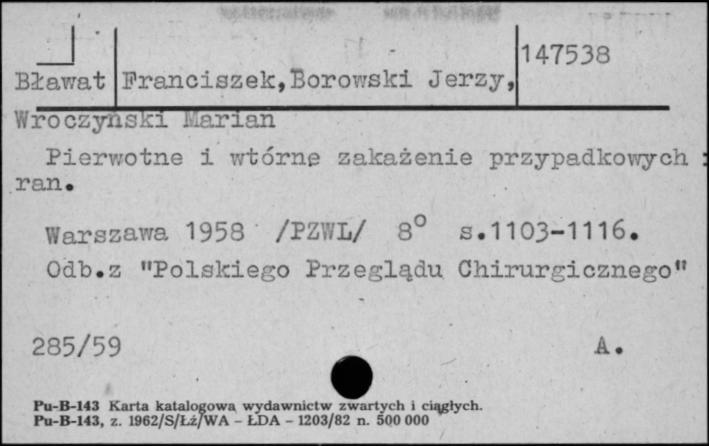 147538
Bławat Franciszek,Borowski Jerzy,
Wroczyński Marian
Pierwotne i wtórne zakażenie przypadkowych
ran.
Warszawa 1958 /PZWL/ 8° s.1103-1116.
Odb.z "Polskiego Przeglądu Chirurgicznego"
285/59 A.
Pu-B-143 Karta katalogowa wydawnictw zwartych i ciągłych.
Pu-B-143, z. 1962/S/Łż/WA - ŁDA - 1203/82 n. 500 000